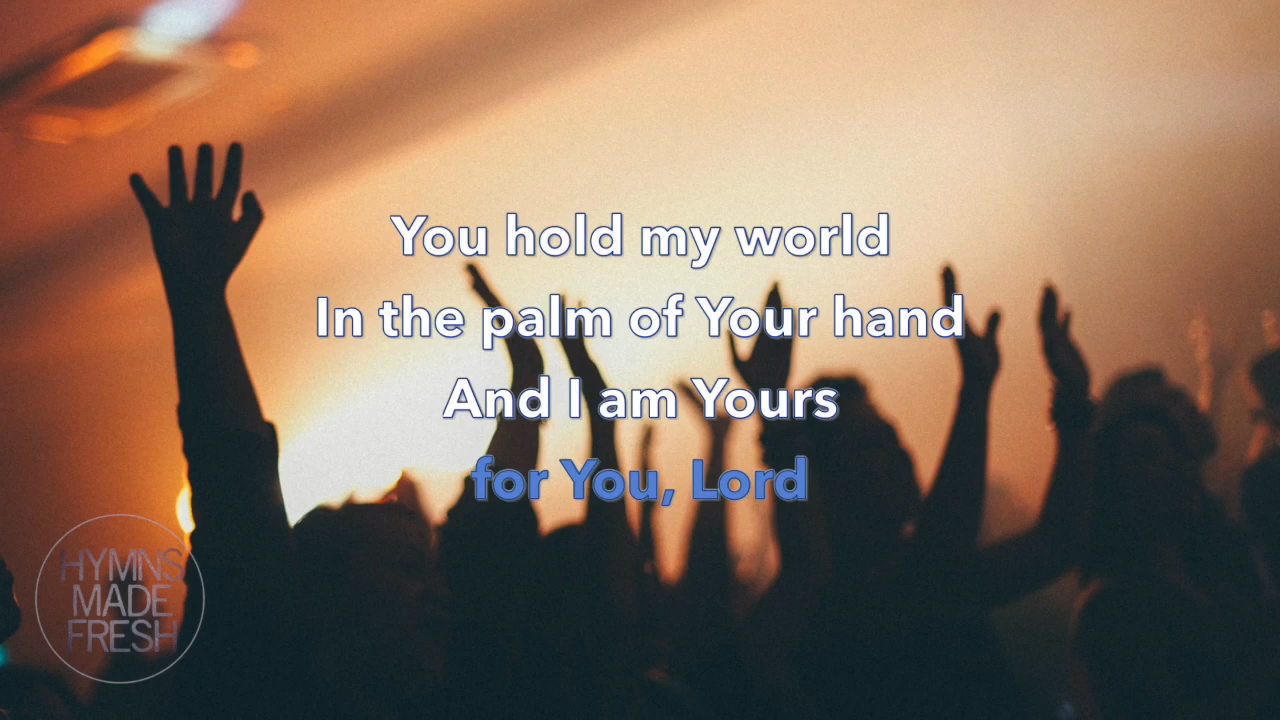 You hold my world
In the palm of Your hand
And I am Yours
for You, Lord
HYMNS
MADE
FRESH